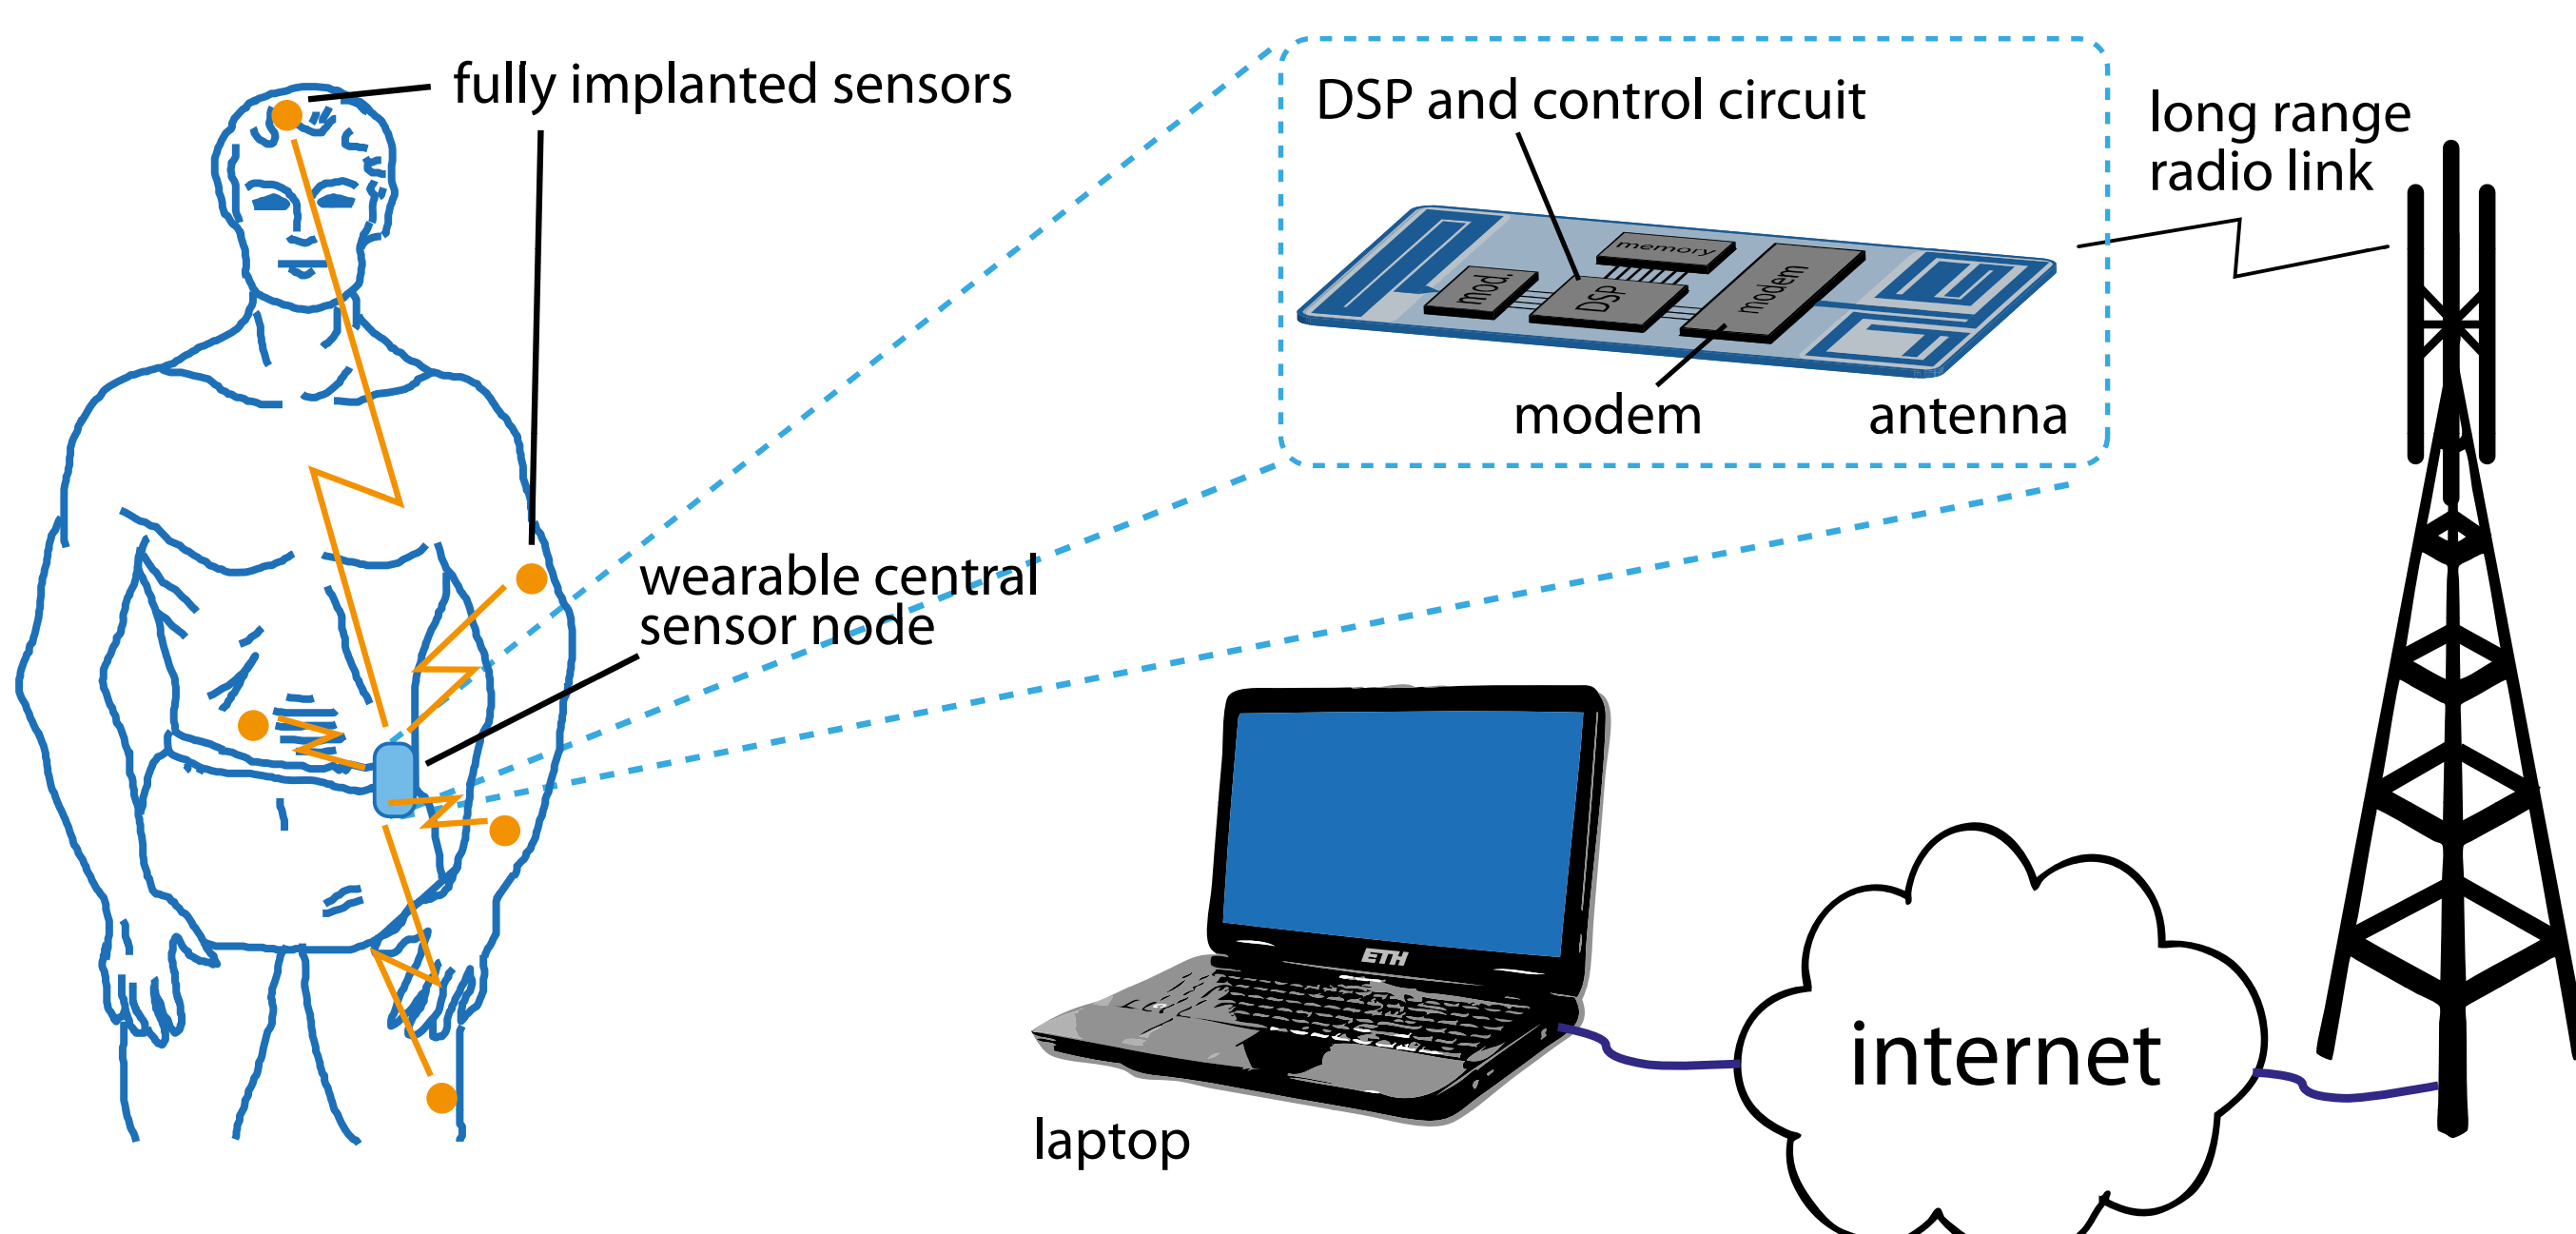 fully implanted sensors
DSP and control circuit
long range
radio link
memory
mod.
DSP
modem
modem
antenna
wearable central
sensor node
ETH
internet
laptop